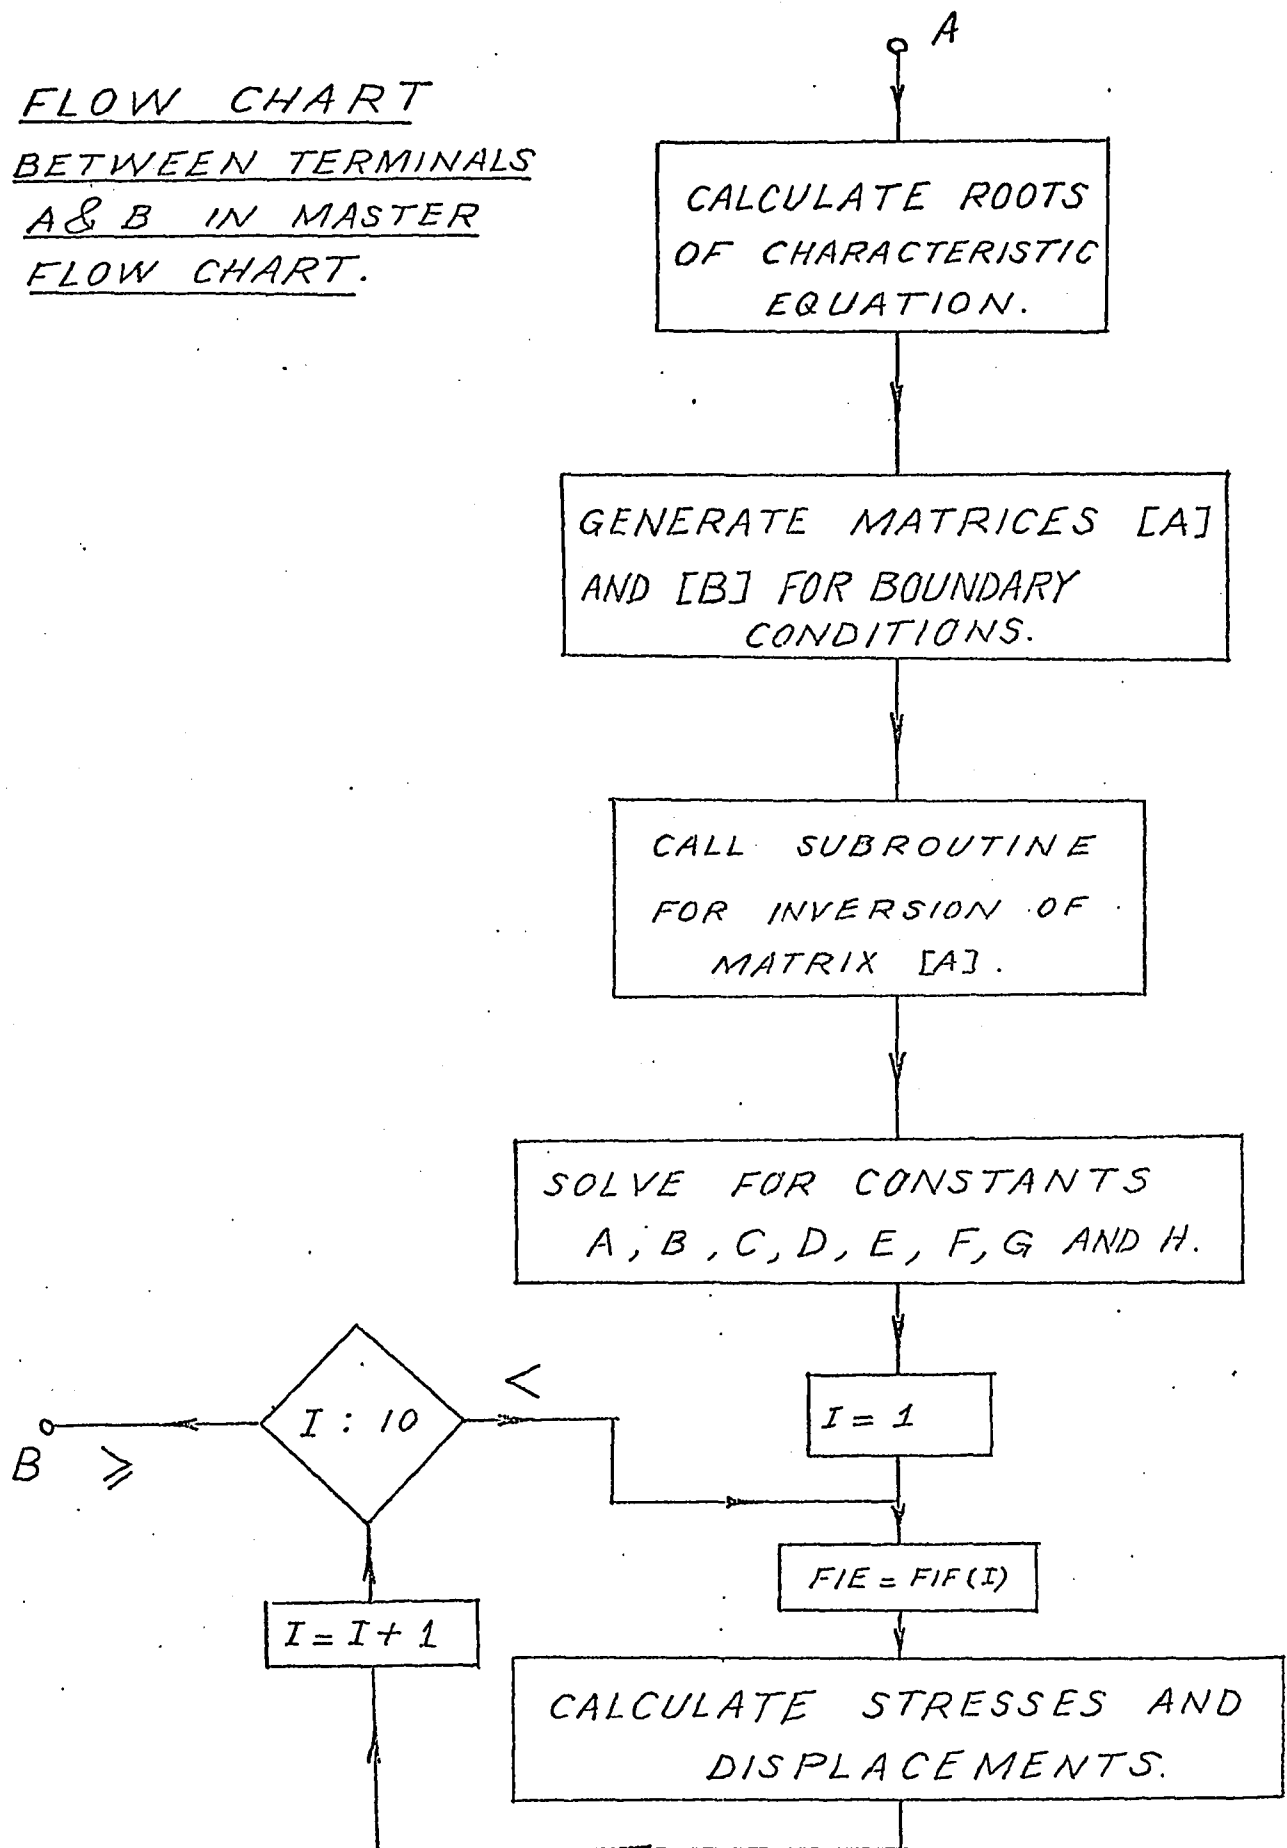 FLOW CHART
BETWEEN TERMINALS
A & B IN MASTER
FLOW CHART.
A
CALCULATE ROOTS
OF CHARACTERISTIC
EQUATION.
GENERATE MATRICES [A]
AND [B] FOR BOUNDARY
CONDITIONS.
CALL SUBROUTINE
FOR INVERSION OF
MATRIX [A].
SOLVE FOR CONSTANTS
A, B, C, D, E, F, G AND H.
I = 1
<
I : 10
B ⩾
FIE = FIF(I)
I = I + 1
CALCULATE STRESSES AND
DISPLACEMENTS.